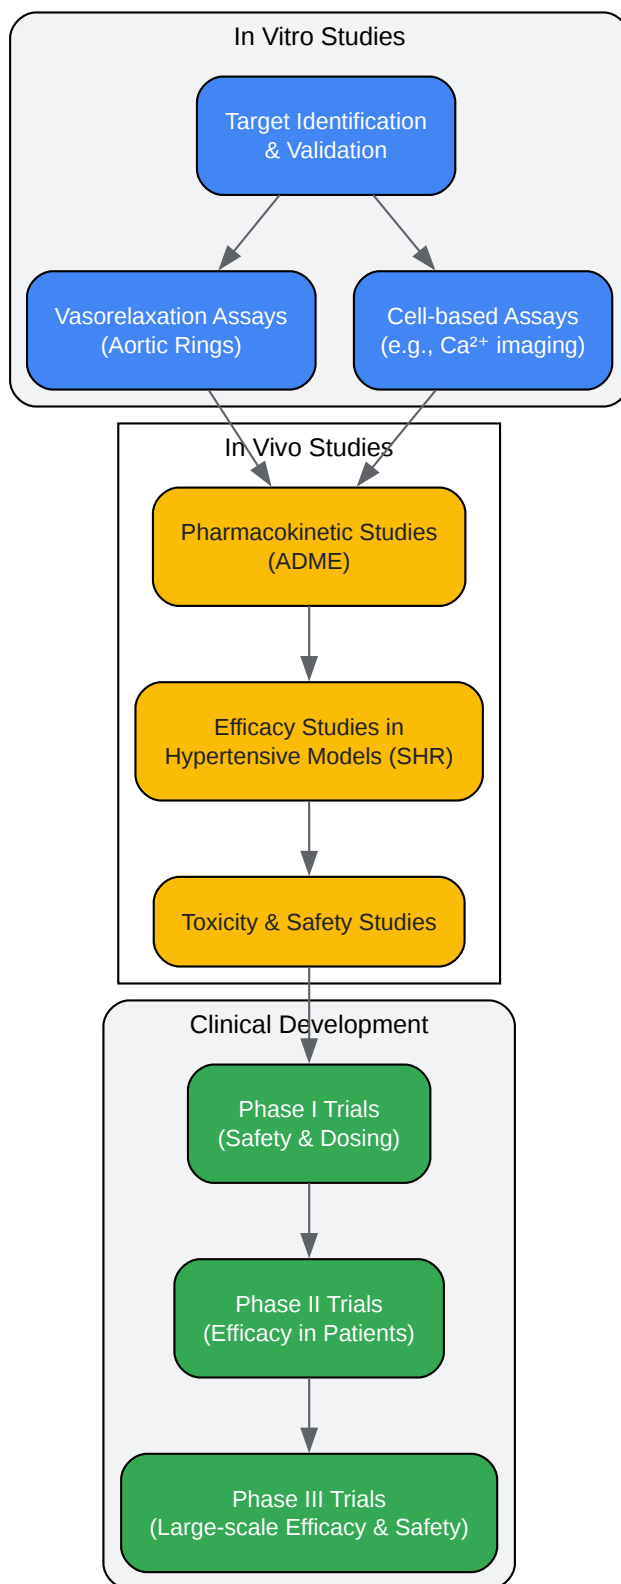 In Vitro Studies
Target Identification
& Validation
Vasorelaxation Assays
(Aortic Rings)
Cell-based Assays
(e.g., Ca²⁺ imaging)
In Vivo Studies
Pharmacokinetic Studies
(ADME)
Efficacy Studies in
Hypertensive Models (SHR)
Toxicity & Safety Studies
Clinical Development
Phase I Trials
(Safety & Dosing)
Phase II Trials
(Efficacy in Patients)
Phase III Trials
(Large-scale Efficacy & Safety)